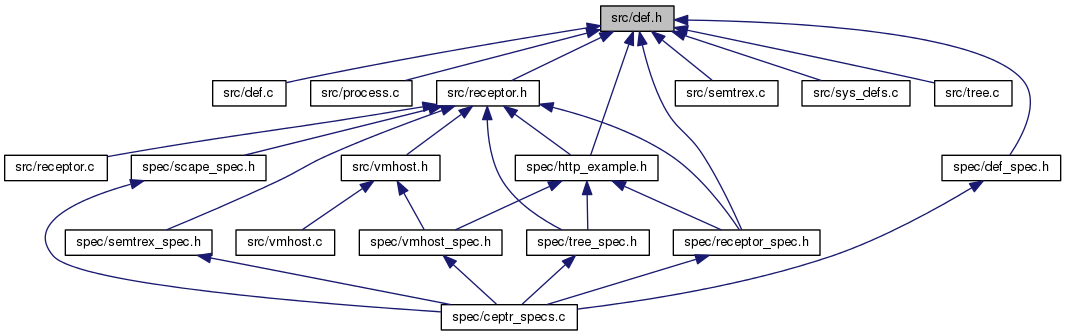 src/def.h
src/def.c
src/process.c
src/receptor.h
src/semtrex.c
src/sys_defs.c
src/tree.c
src/receptor.c
spec/scape_spec.h
src/vmhost.h
spec/http_example.h
spec/def_spec.h
spec/semtrex_spec.h
src/vmhost.c
spec/vmhost_spec.h
spec/tree_spec.h
spec/receptor_spec.h
spec/ceptr_specs.c